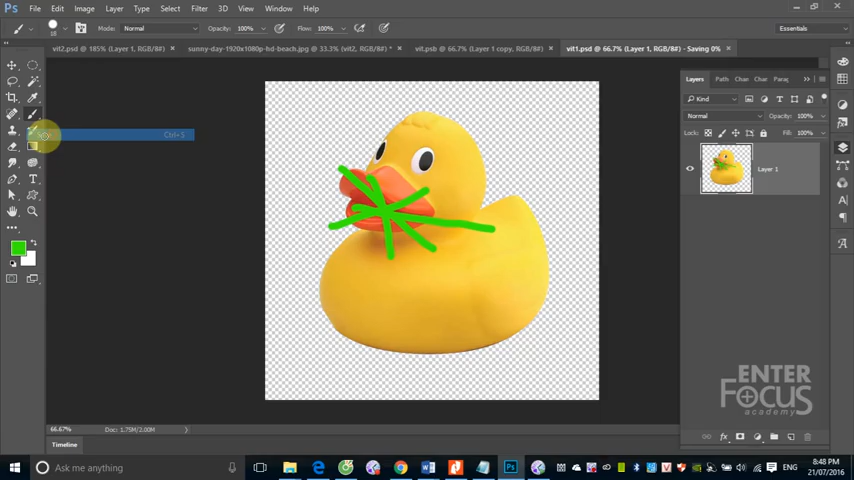 Ps File Edit Image Layer Type Select Filter 3D View Window Help
18 Mode: Normal Opacity: 100% Flow: 100% Essentials
vit2.psd @ 185% (Layer 1, RGB/8#) × sunny-day-1920x1080-hd-beach.jpg @ 33.3% (vit2, RGB/8#) * × vit.psb @ 66.7% (Layer 1 copy, RGB/8#) × vit1.psd @ 66.7% (Layer 1, RGB/8#) - Saving 0% ×
Layers Path Char Char Parag
Kind
Normal Opacity: 100%
Ctrl+S
Lock: Fill: 100%
Layer 1
T
ENTER
FOCUS
academy
66.67% Doc: 1.75M/2.00M
fx
Timeline
Ask me anything
ENG
8:48 PM
21/07/2016